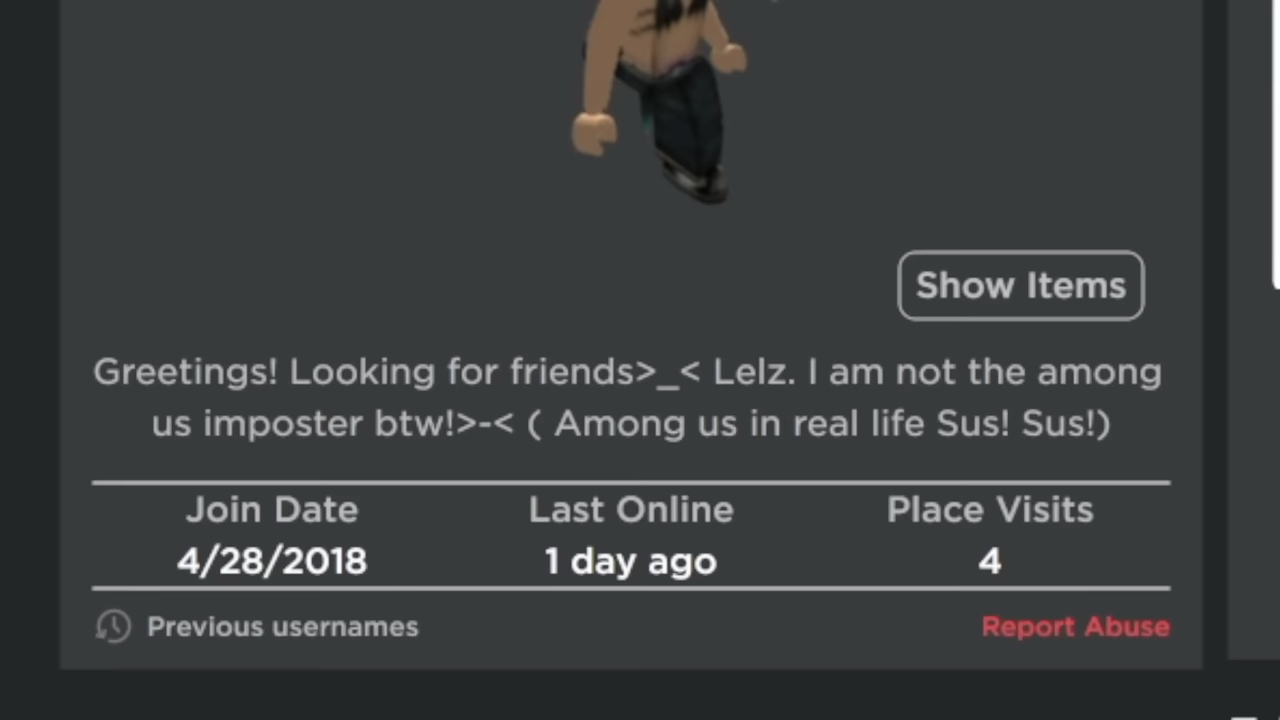 Show Items
Greetings! Looking for friends>_< Lelz. I am not the among
us imposter btw!>-< ( Among us in real life Sus! Sus!)
Join Date Last Online Place Visits
4/28/2018 1 day ago 4
Previous usernames Report Abuse